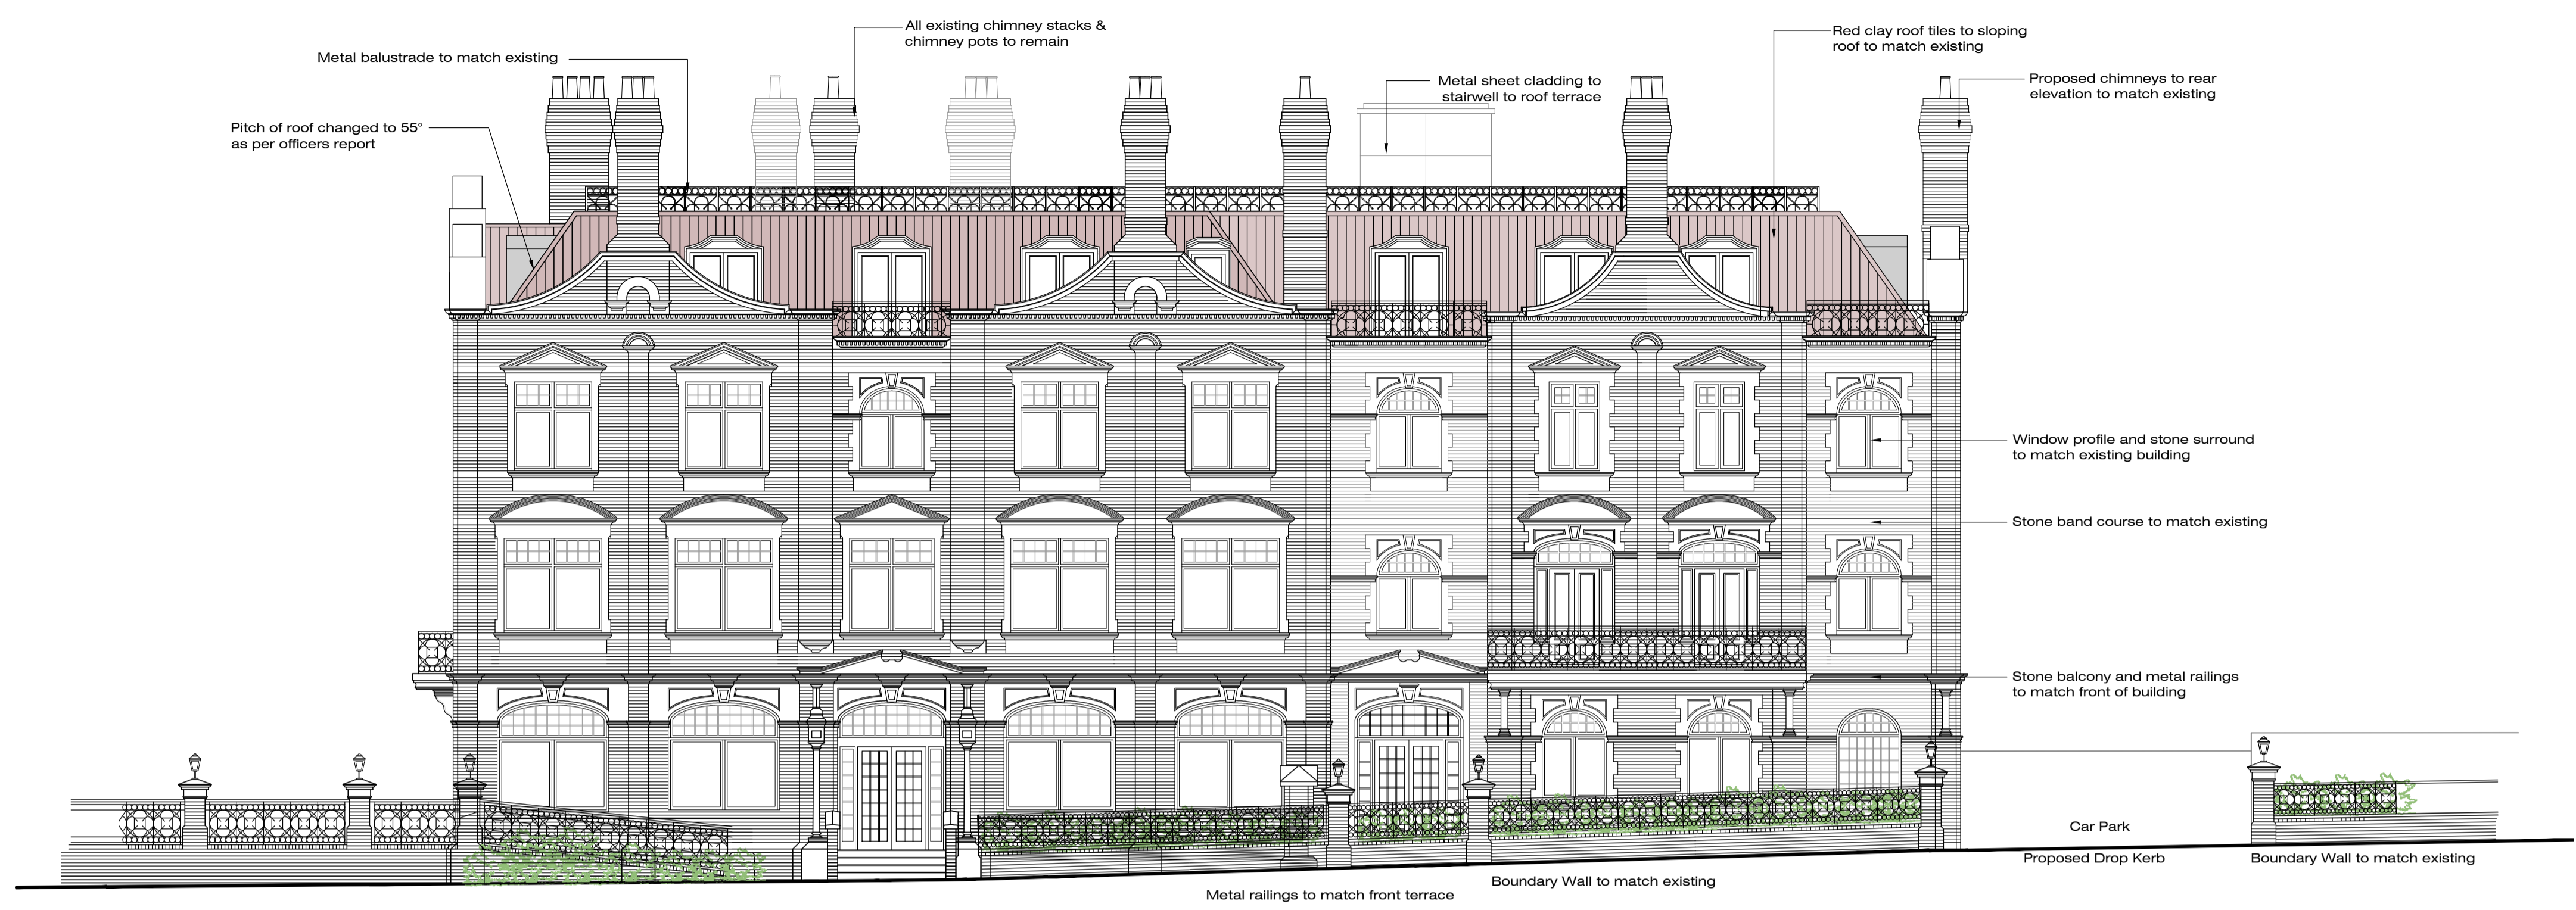 All existing chimney stacks &
chimney pots to remain
Red clay roof tiles to sloping
roof to match existing
Metal balustrade to match existing
Metal sheet cladding to
stairwell to roof terrace
Proposed chimneys to rear
elevation to match existing
Pitch of roof changed to 55°
as per officers report
Window profile and stone surround
to match existing building
Stone band course to match existing
Stone balcony and metal railings
to match front of building
Car Park
Proposed Drop Kerb
Boundary Wall to match existing
Boundary Wall to match existing
Metal railings to match front terrace